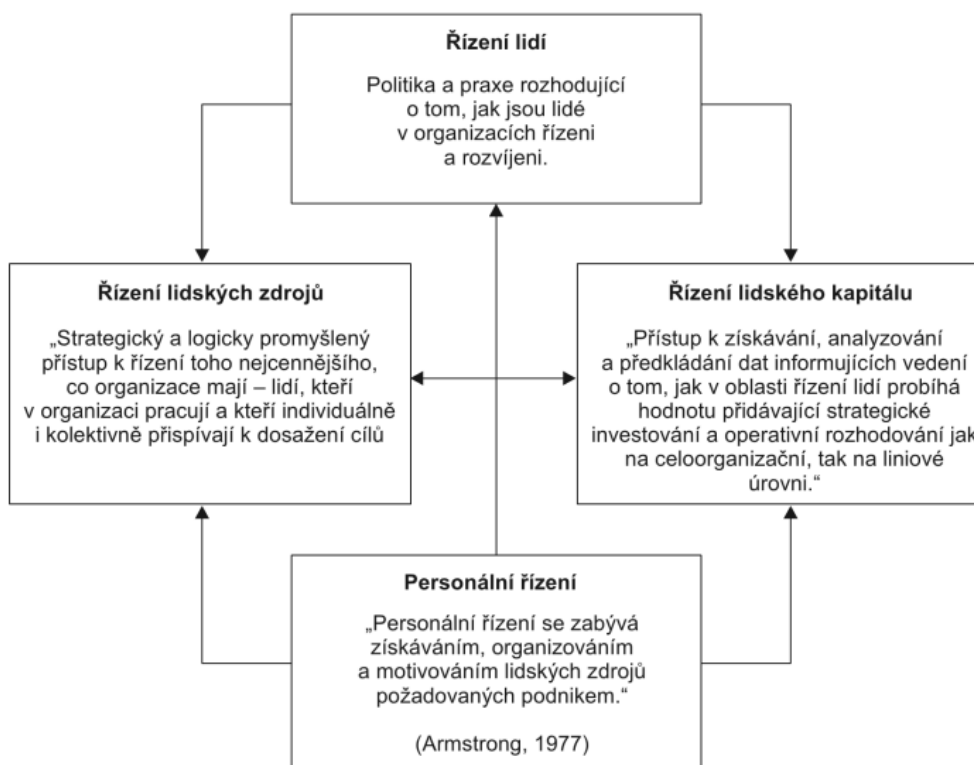 Řízení lidí
Politika a praxe rozhodující
o tom, jak jsou lidé
v organizacích řízeni
a rozvíjeni.
Řízení lidských zdrojů
„Strategický a logicky promyšlený
přístup k řízení toho nejcennějšího,
co organizace mají – lidí, kteří
v organizaci pracují a kteří individuálně
i kolektivně přispívají k dosažení cílů
Řízení lidského kapitálu
„Přístup k získávání, analyzování
a předkládání dat informujících vedení
o tom, jak v oblasti řízení lidí probíhá
hodnotu přidávající strategické
investování a operativní rozhodování jak
na celoorganizační, tak na liniové
úrovni.“
Personální řízení
„Personální řízení se zabývá
získáváním, organizováním
a motivováním lidských zdrojů
požadovaných podnikem.“
(Armstrong, 1977)